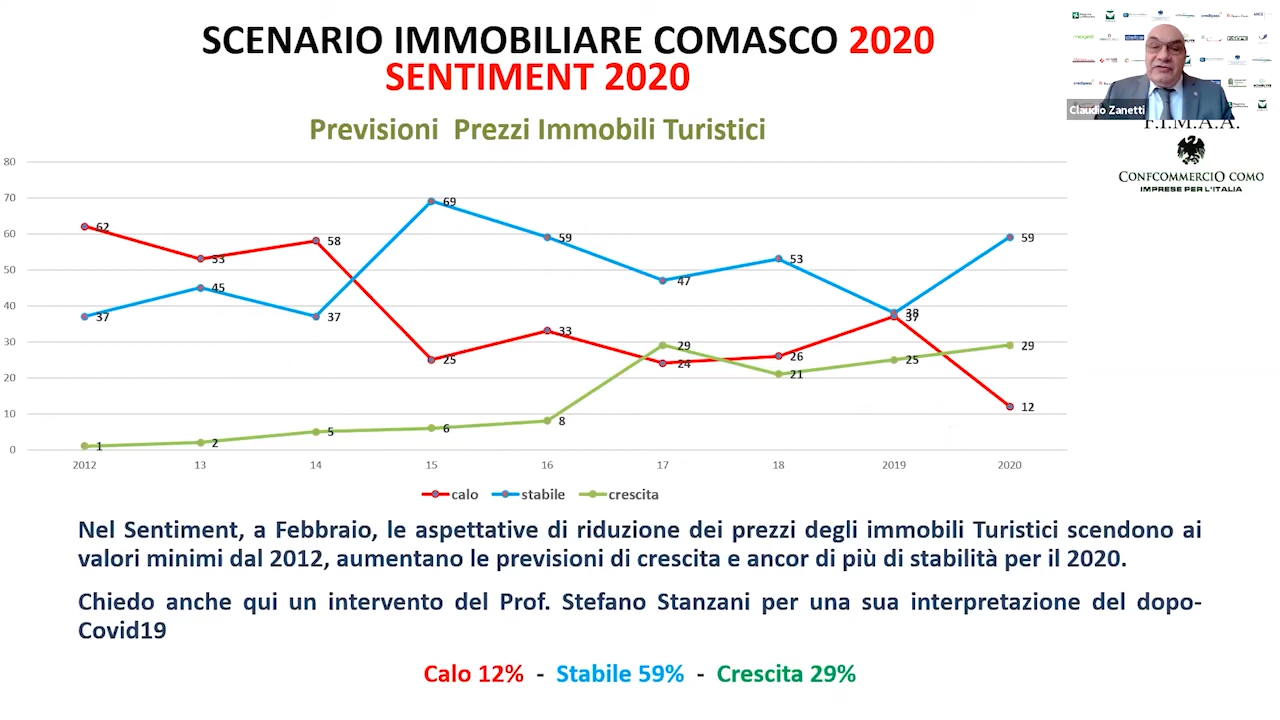 SCENARIO IMMOBILIARE COMASCO 2020
SENTIMENT 2020
Previsioni Prezzi Immobili Turistici
Claudio Zanetti
F.I.M.A.A.
CONFCOMMERCIO COMO
IMPRESE PER L'ITALIA
80
70
60
50
40
30
20
10
0
62 53 58 25 33 24 26 37 12
37 45 37 69 59 47 53 38 59
1 2 5 6 8 29 21 25 29
2012 13 14 15 16 17 18 2019 2020
calo stabile crescita
Nel Sentiment, a Febbraio, le aspettative di riduzione dei prezzi degli immobili Turistici scendono ai
valori minimi dal 2012, aumentano le previsioni di crescita e ancor di più di stabilità per il 2020.
Chiedo anche qui un intervento del Prof. Stefano Stanzani per una sua interpretazione del dopo-
Covid19
Calo 12% - Stabile 59% - Crescita 29%